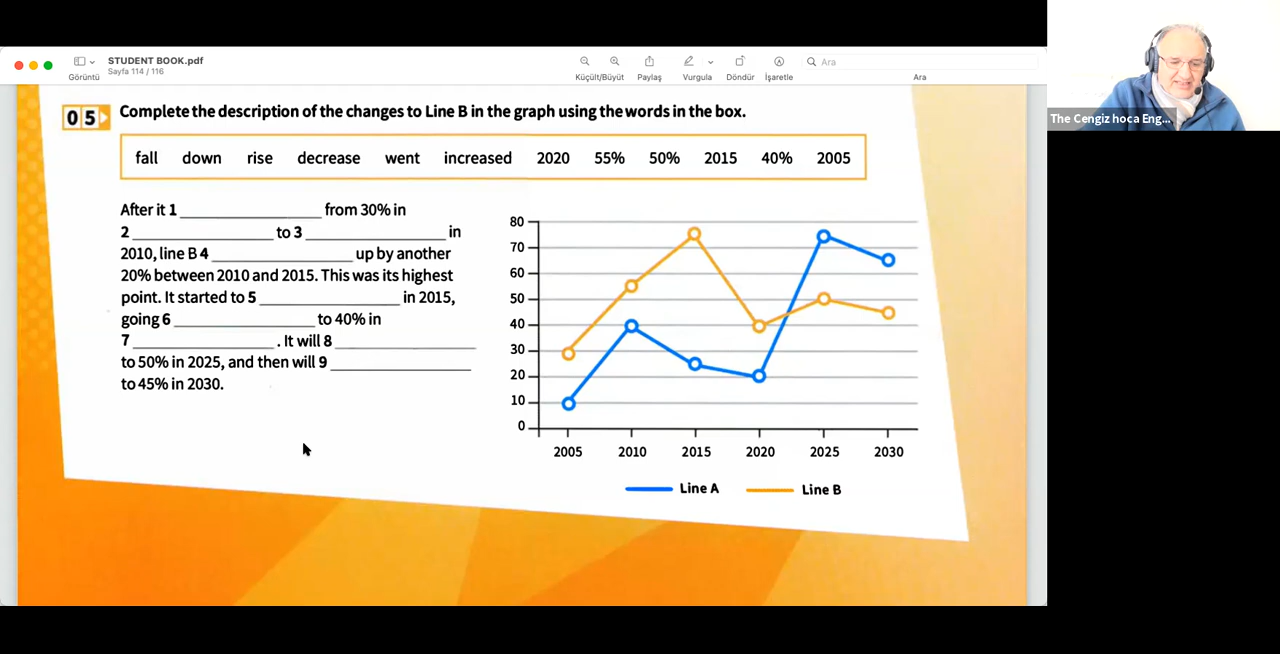 STUDENT BOOK.pdf
Sayfa 114 / 116
Görüntü
Küçült/Büyüt
Paylaş
Vurgula
Döndür
İşaretle
Ara
Ara
The Cengiz hoca Eng...
05
Complete the description of the changes to Line B in the graph using the words in the box.
fall down rise decrease went increased 2020 55% 50% 2015 40% 2005
After it 1 ________________ from 30% in
2 ________________ to 3 ________________ in
2010, line B 4 ________________ up by another
20% between 2010 and 2015. This was its highest
point. It started to 5 ________________ in 2015,
going 6 ________________ to 40% in
7 ________________ . It will 8 ________________
to 50% in 2025, and then will 9 ________________
to 45% in 2030.
80
70
60
50
40
30
20
10
0
2005 2010 2015 2020 2025 2030
Line A Line B